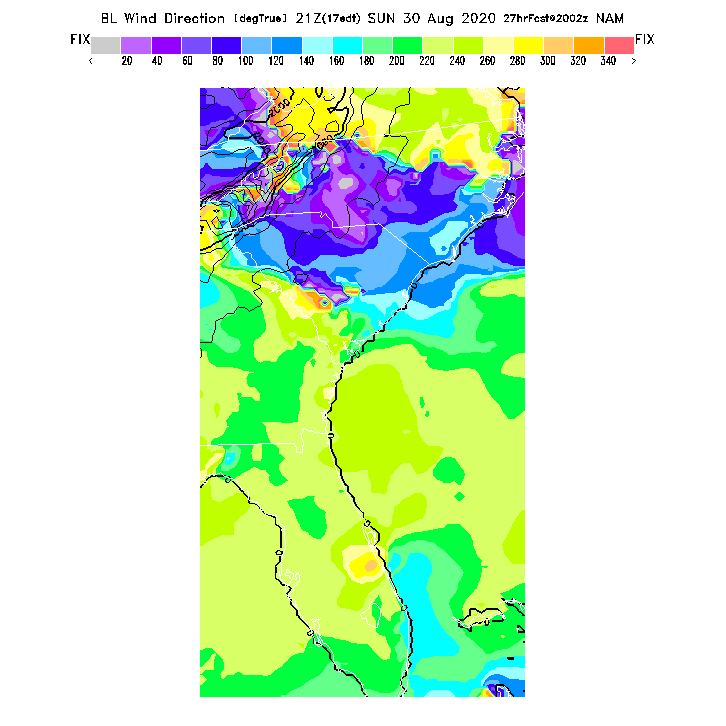 BL Wind Direction [degTrue] 21Z(17edt) SUN 30 Aug 2020 27hrFcst@2002z NAM
FIX FIX
< 20 40 60 80 100 120 140 160 180 200 220 240 260 280 300 320 340 >
2000